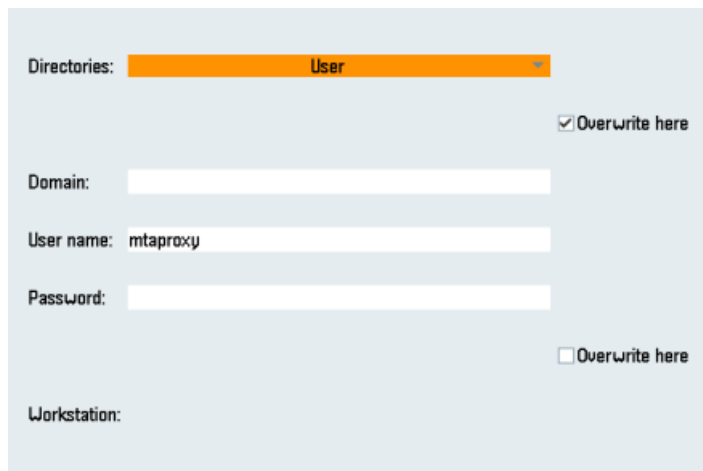 Directories: User
Overwrite here
Domain:
User name: mtaproxy
Password:
Overwrite here
Workstation: